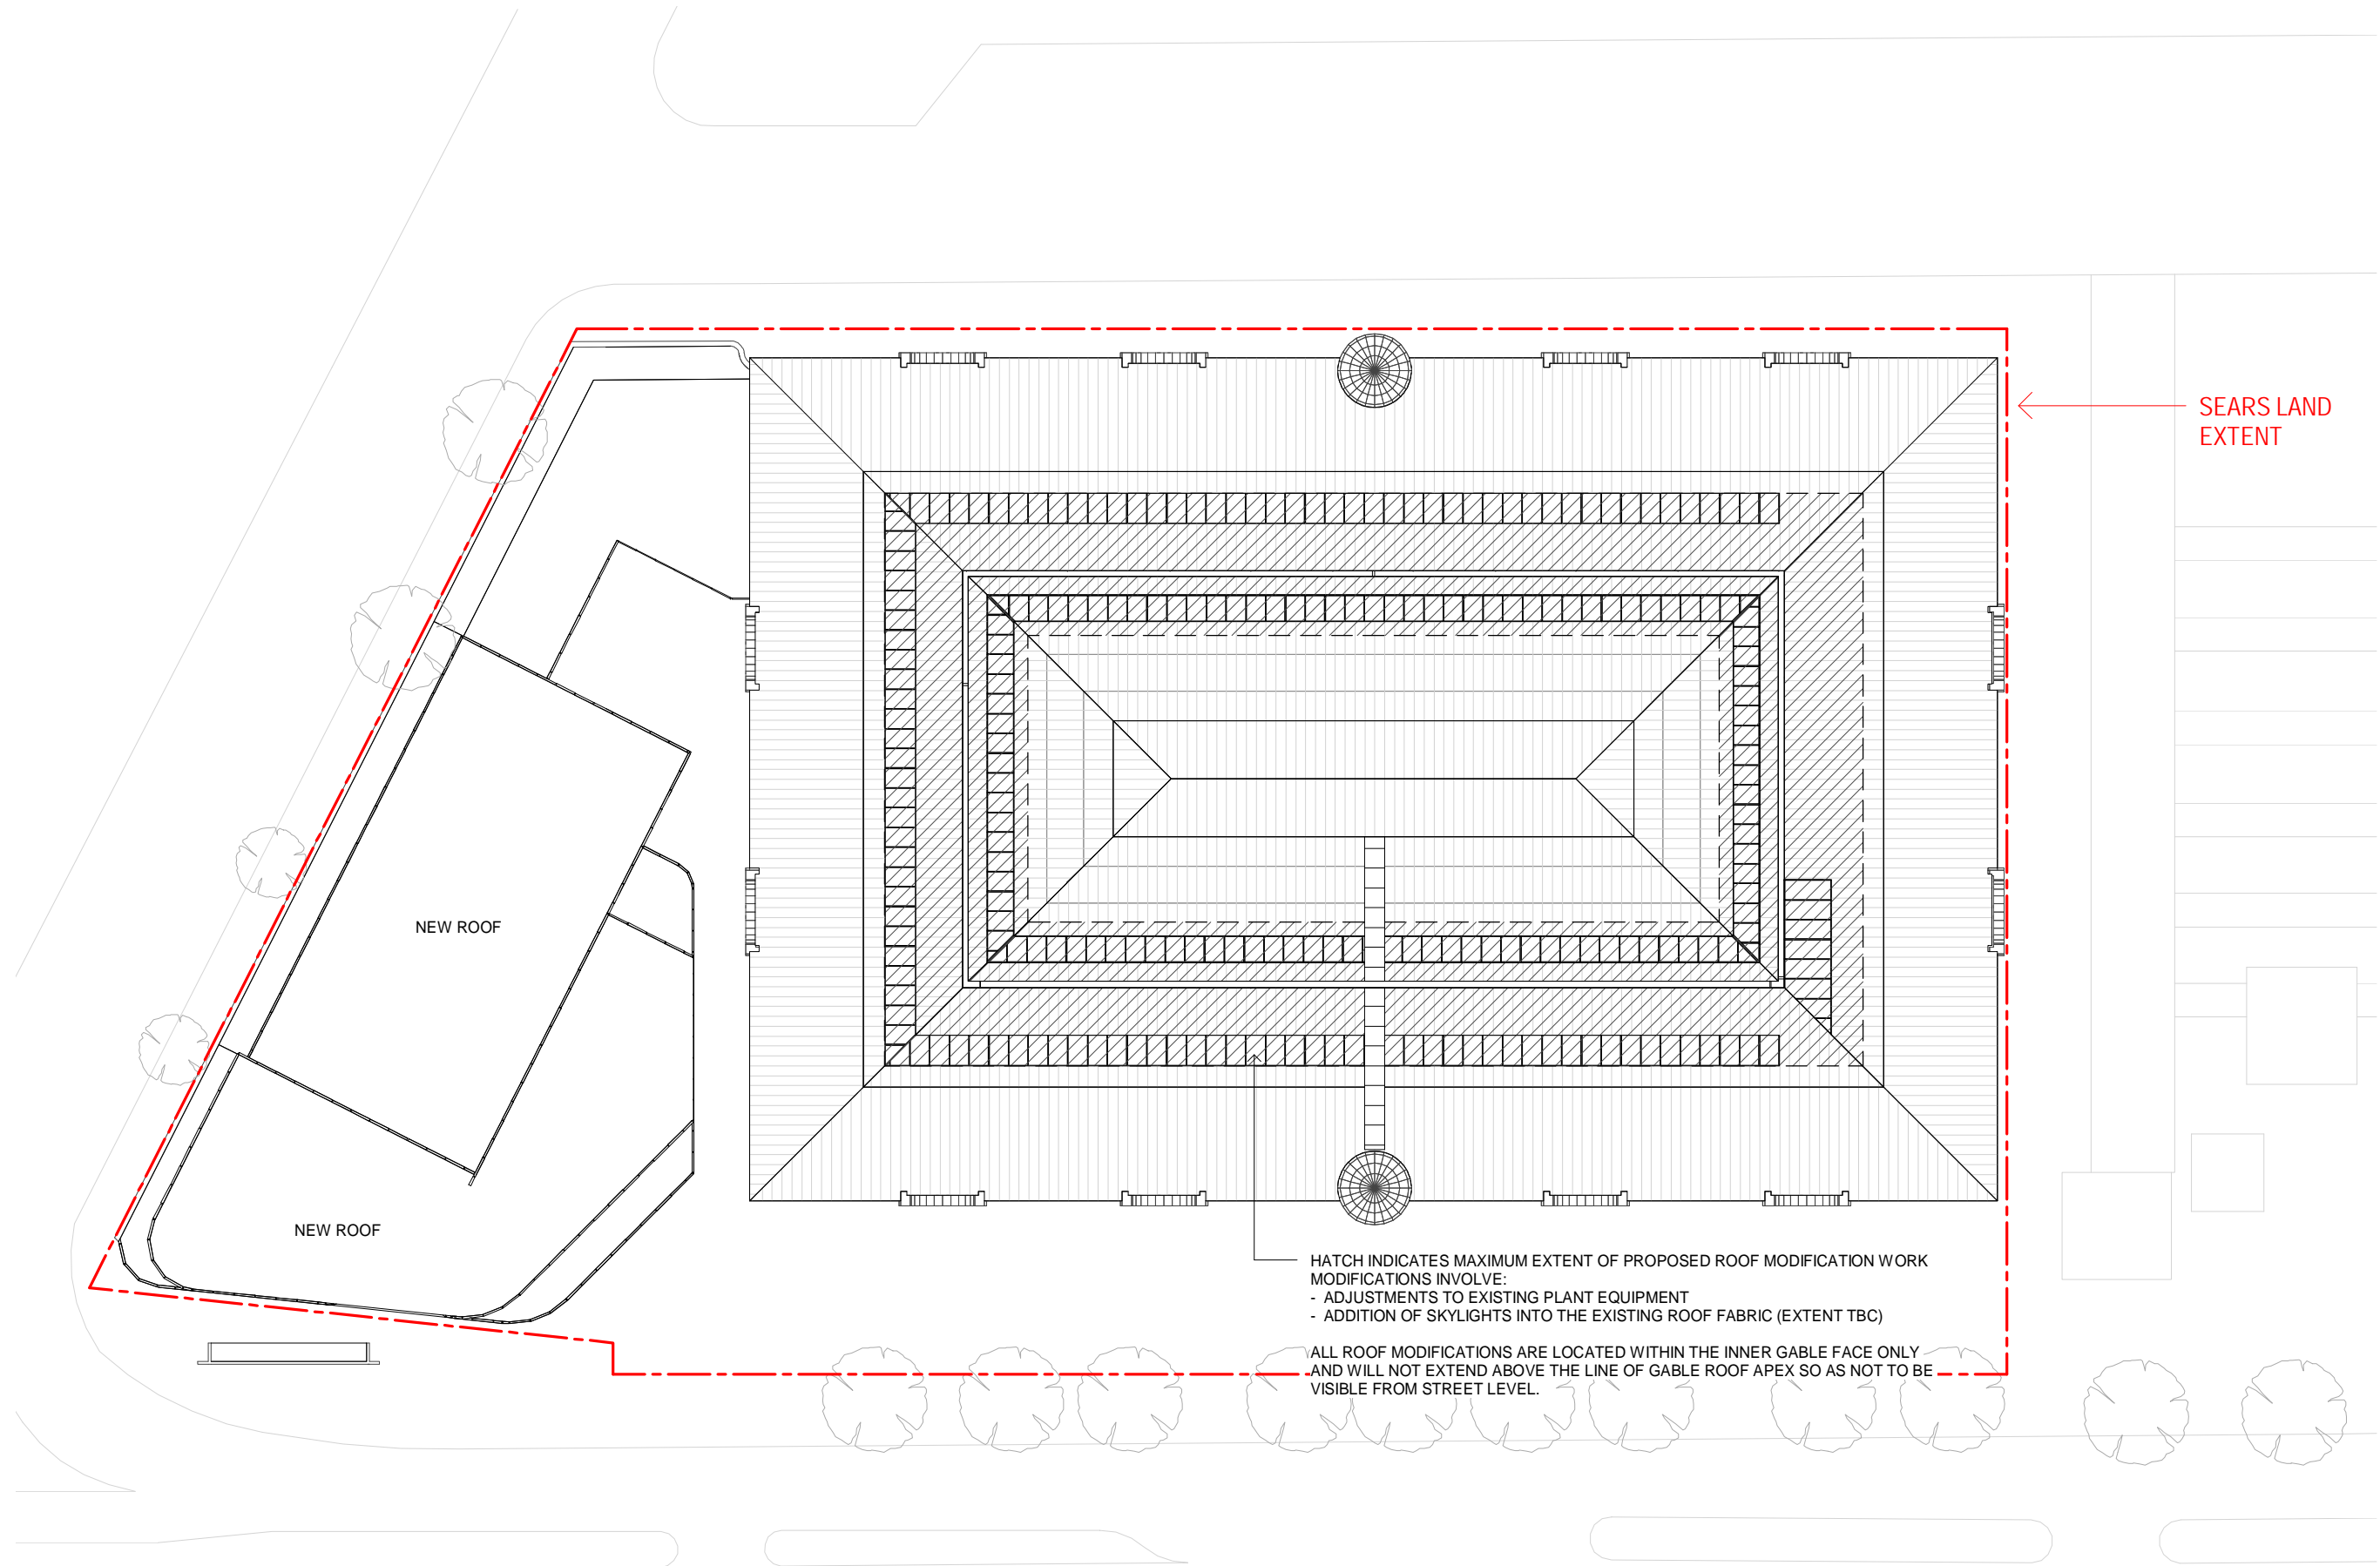 SEARS LAND
EXTENT
NEW ROOF
NEW ROOF
HATCH INDICATES MAXIMUM EXTENT OF PROPOSED ROOF MODIFICATION WORK
MODIFICATIONS INVOLVE:
- ADJUSTMENTS TO EXISTING PLANT EQUIPMENT
- ADDITION OF SKYLIGHTS INTO THE EXISTING ROOF FABRIC (EXTENT TBC)
ALL ROOF MODIFICATIONS ARE LOCATED WITHIN THE INNER GABLE FACE ONLY
AND WILL NOT EXTEND ABOVE THE LINE OF GABLE ROOF APEX SO AS NOT TO BE
VISIBLE FROM STREET LEVEL.